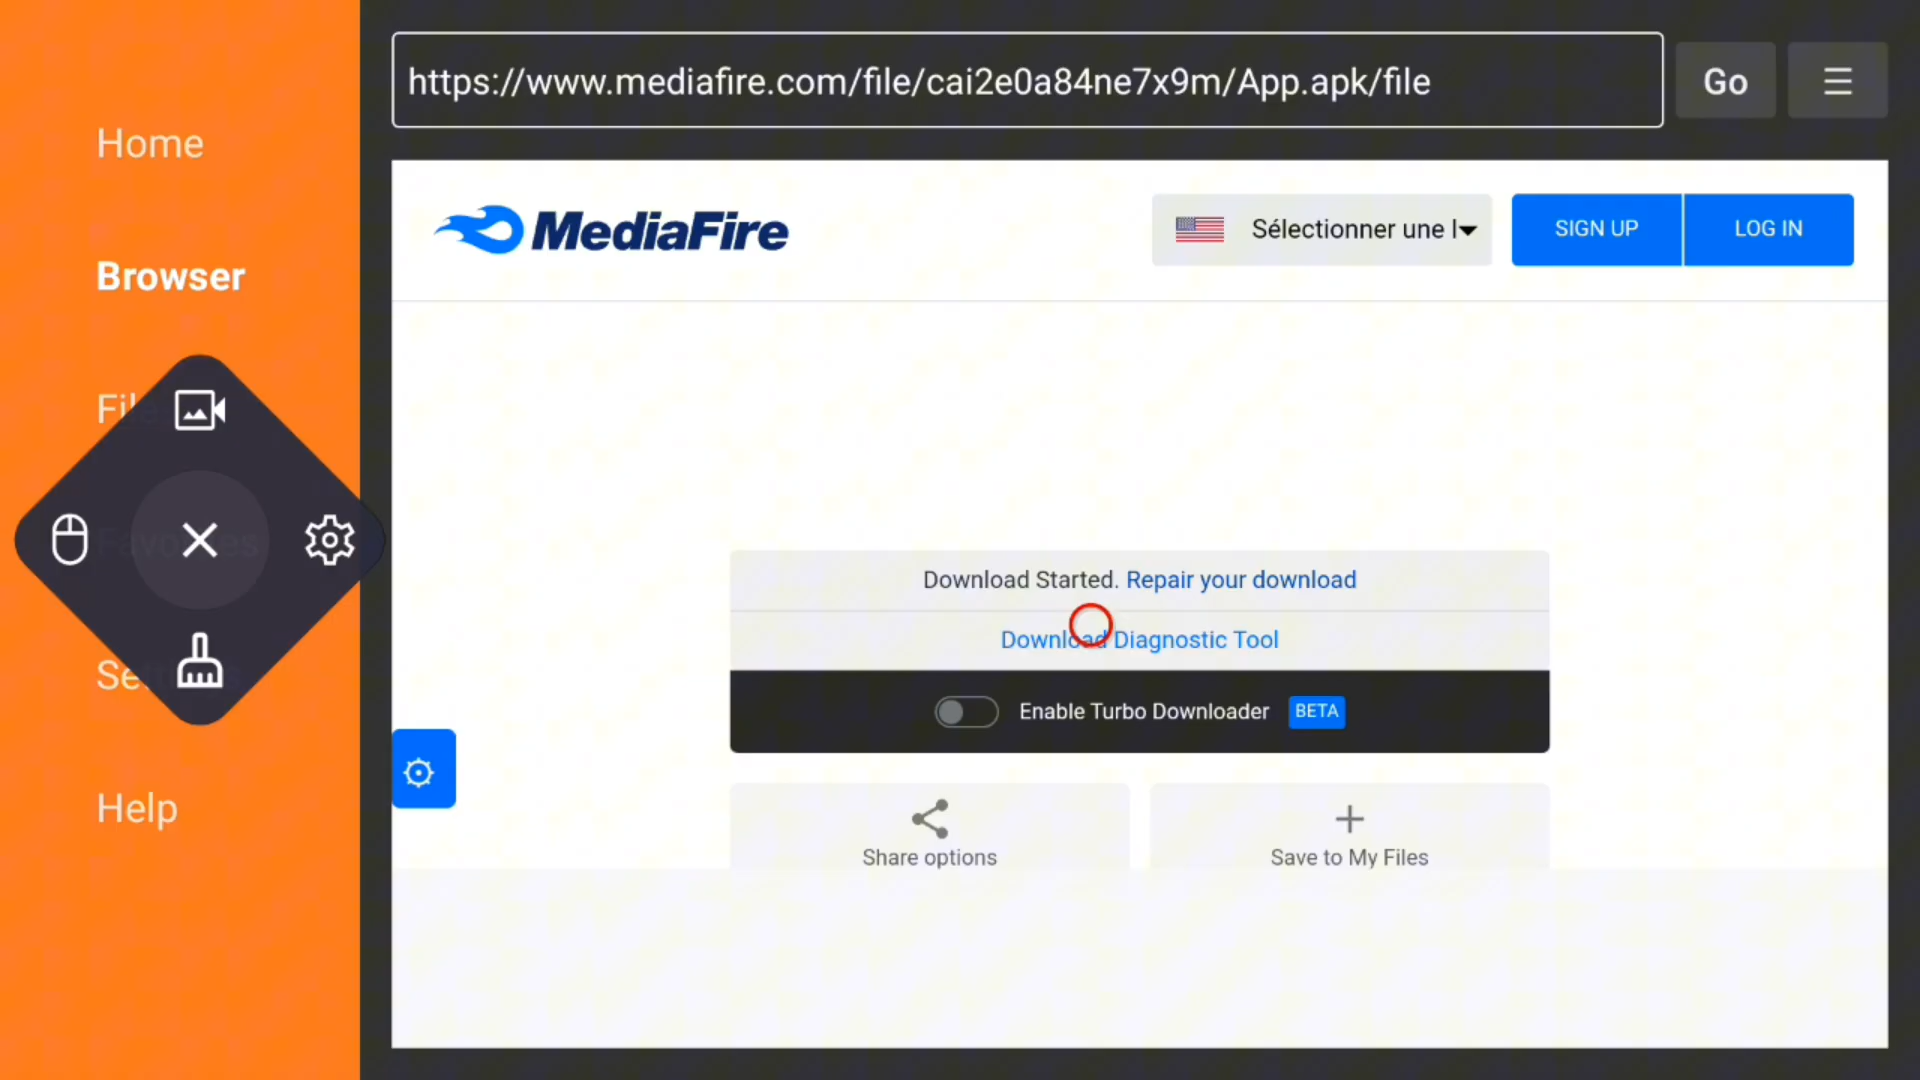 https://www.mediafire.com/file/cai2e0a84ne7x9m/App.apk/file
Go
Home
Browser
Help
MediaFire
Sélectionner une l
SIGN UP
LOG IN
Download Started. Repair your download
Download Diagnostic Tool
Enable Turbo Downloader BETA
Share options
Save to My Files